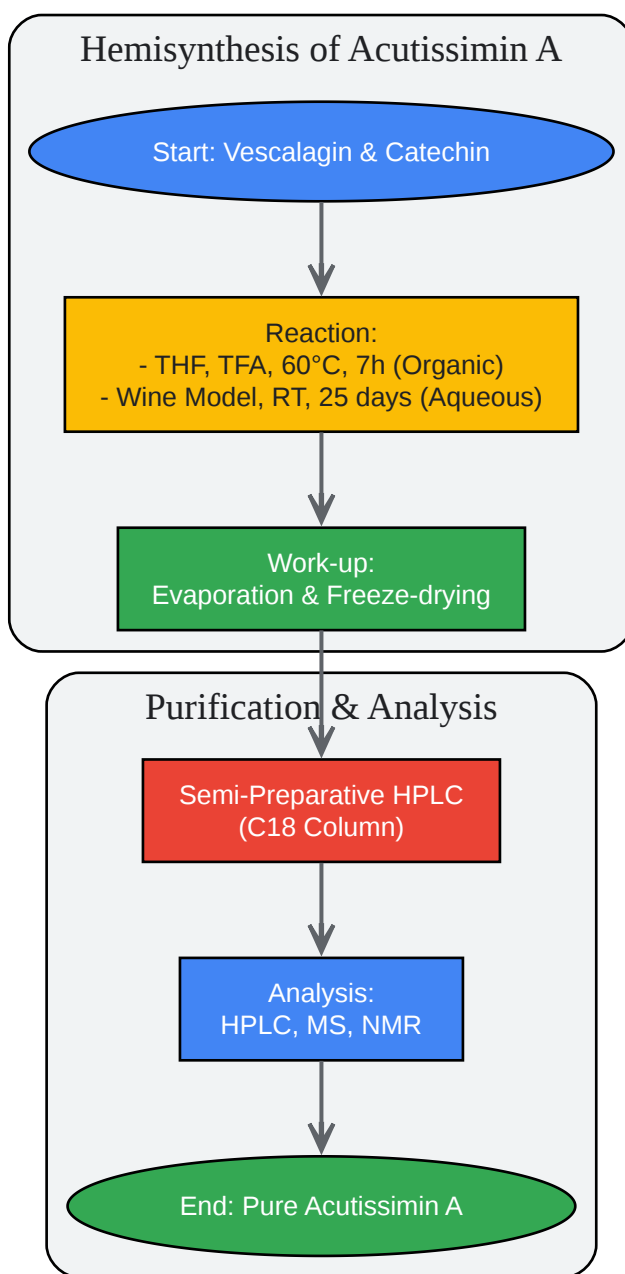 Hemisynthesis of Acutissimin A
Start: Vescalagin & Catechin
Reaction:
- THF, TFA, 60°C, 7h (Organic)
- Wine Model, RT, 25 days (Aqueous)
Work-up:
Evaporation & Freeze-drying
Purification & Analysis
Semi-Preparative HPLC
(C18 Column)
Analysis:
HPLC, MS, NMR
End: Pure Acutissimin A